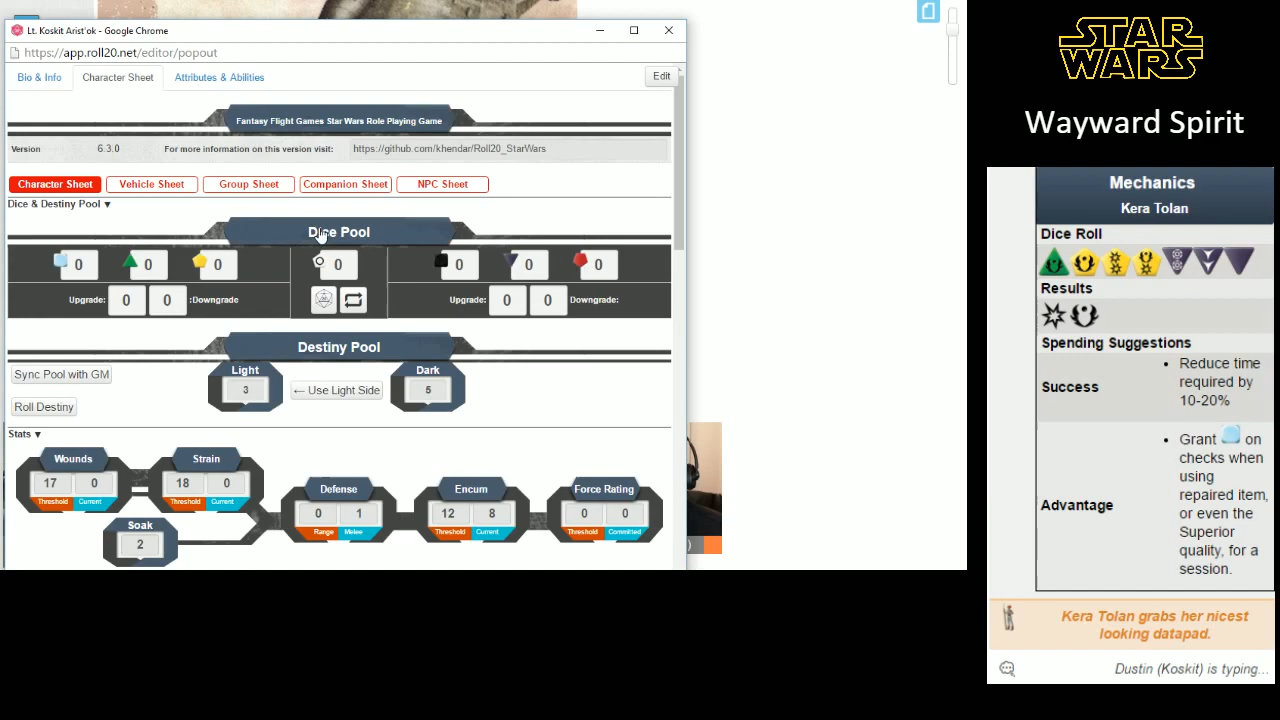 Lt. Koskit Arist'ok - Google Chrome
https://app.roll20.net/editor/popout
Bio & Info
Character Sheet
Attributes & Abilities
Edit
Fantasy Flight Games Star Wars Role Playing Game
Version 6.3.0 For more information on this version visit: https://github.com/khendar/Roll20_StarWars
Character Sheet
Vehicle Sheet
Group Sheet
Companion Sheet
NPC Sheet
Dice & Destiny Pool ▼
Dice Pool
0 0 0 0 0 0 0
Upgrade: 0 0 :Downgrade
Upgrade: 0 0 Downgrade:
Destiny Pool
Sync Pool with GM
Roll Destiny
Light
3
← Use Light Side
Dark
5
Stats ▼
Wounds
17 0
Threshold Current
Strain
18 0
Threshold Current
Soak
2
Defense
0 1
Range Melee
Encum
12 8
Threshold Current
Force Rating
0 0
Threshold Committed
STAR
WARS
Wayward Spirit
Mechanics
Kera Tolan
Dice Roll
Results
Spending Suggestions
Success
• Reduce time
required by
10-20%
Advantage
• Grant on
checks when
using
repaired item,
or even the
Superior
quality, for a
session.
Kera Tolan grabs her nicest
looking datapad.
Dustin (Koskit) is typing...